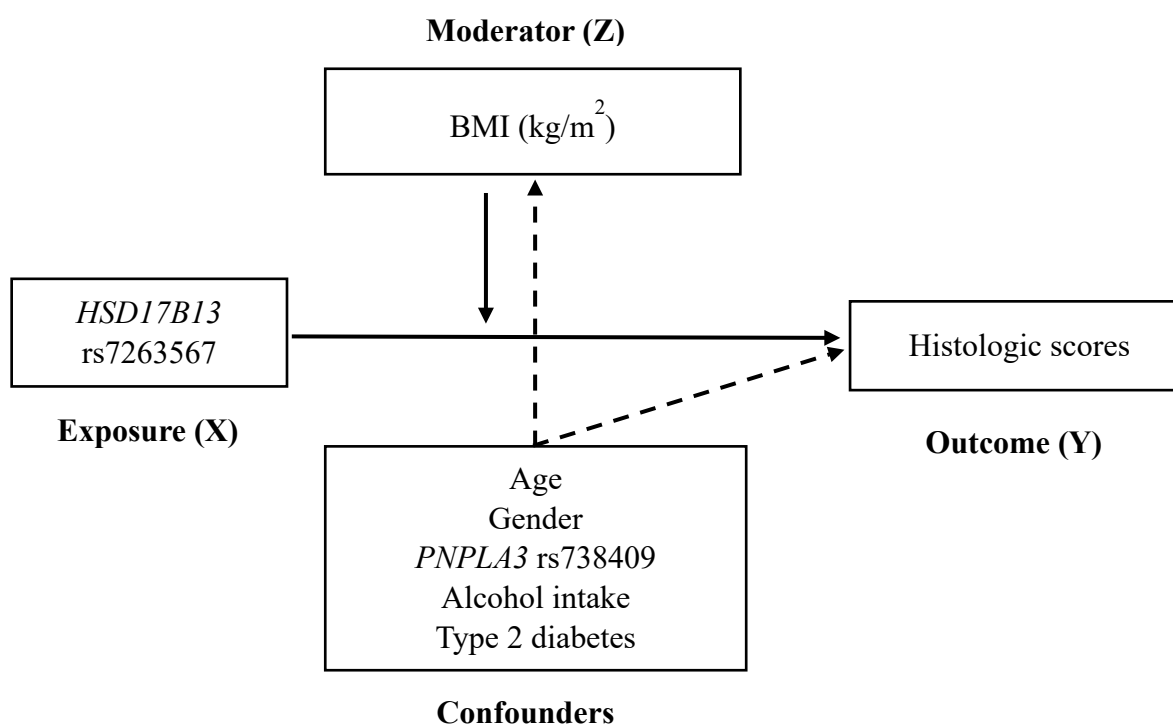 Moderator (Z)
BMI (kg/m²)
HSD17B13
rs7263567
Exposure (X)
Histologic scores
Outcome (Y)
Age
Gender
PNPLA3 rs738409
Alcohol intake
Type 2 diabetes
Confounders